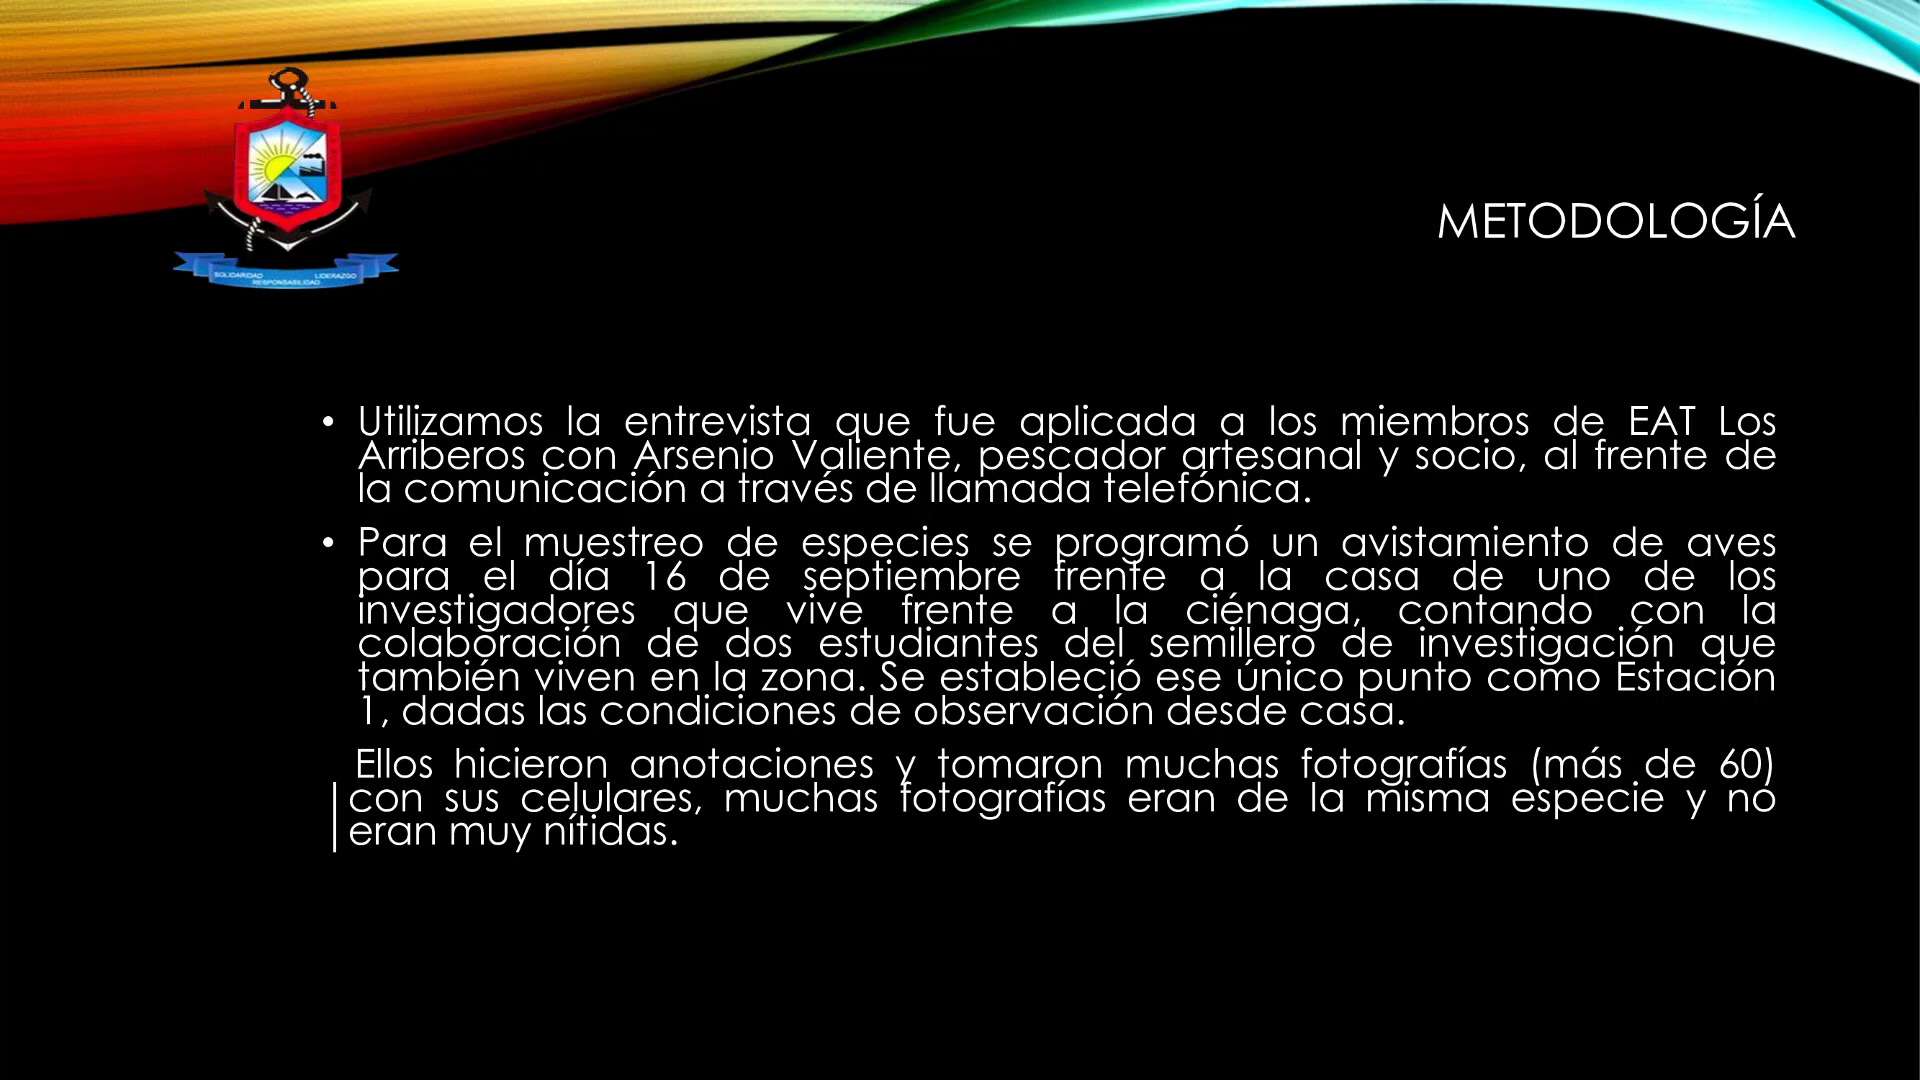 SOLIDARIDAD LIDERAZGO
RESPONSABILIDAD
METODOLOGÍA
• Utilizamos la entrevista que fue aplicada a los miembros de EAT Los
Arriberos con Arsenio Valiente, pescador artesanal y socio, al frente de
la comunicación a través de llamada telefónica.
• Para el muestreo de especies se programó un avistamiento de aves
para el día 16 de septiembre frente a la casa de uno de los
investigadores que vive frente a la ciénaga, contando con la
colaboración de dos estudiantes del semillero de investigación que
también viven en la zona. Se estableció ese único punto como Estación
1, dadas las condiciones de observación desde casa.
Ellos hicieron anotaciones y tomaron muchas fotografías (más de 60)
con sus celulares, muchas fotografías eran de la misma especie y no
eran muy nítidas.